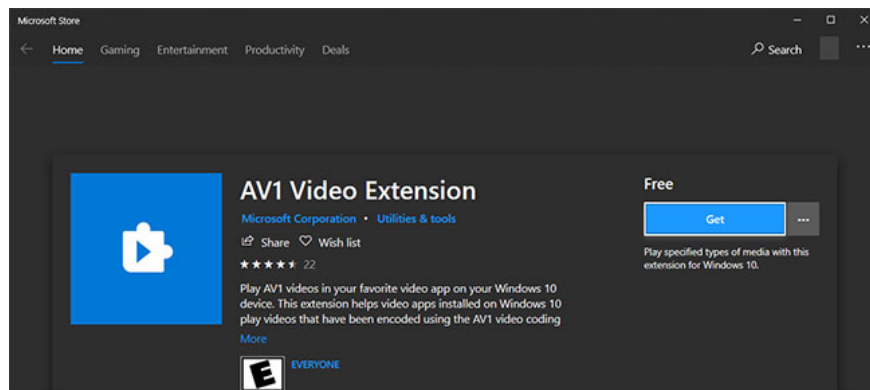 Microsoft Store
Home Gaming Entertainment Productivity Deals Search
AV1 Video Extension
Microsoft Corporation • Utilities & tools
Share Wish list
22
Play AV1 videos in your favorite video app on your Windows 10
device. This extension helps video apps installed on Windows 10
play videos that have been encoded using the AV1 video coding
More
E EVERYONE
Free
Get
Play specified types of media with this
extension for Windows 10.